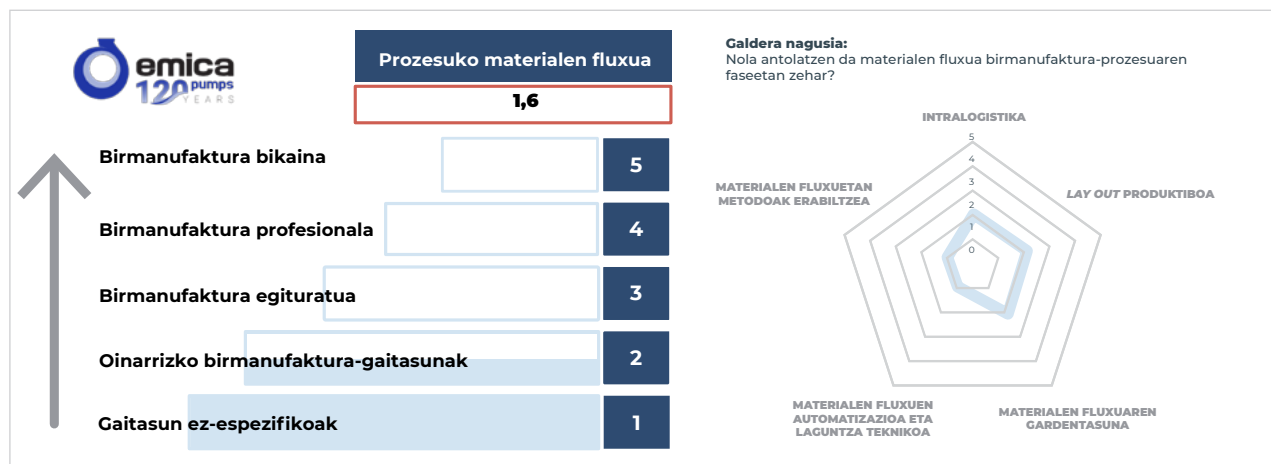 emica
120 pumps
YEARS
Prozesuko materialen fluxua
1,6
Birmanufaktura bikaina
5
Birmanufaktura profesionala
4
Birmanufaktura egituratua
3
Oinarrizko birmanufaktura-gaitasunak
2
Gaitasun ez-espezifikoak
1
Galdera nagusia:
Nola antolatzen da materialen fluxua birmanufaktura-prozesuaren
faseetan zehar?
INTRALOGISTIKA
5
4
3
2
1
0
MATERIALEN FLUXUETAN
METODOAK ERABILTZEA
LAY OUT PRODUKTIBOA
MATERIALEN FLUXUEN
AUTOMATIZAZIOA ETA
LAGUNTZA TEKNIKOA
MATERIALEN FLUXUAREN
GARDENTASUNA